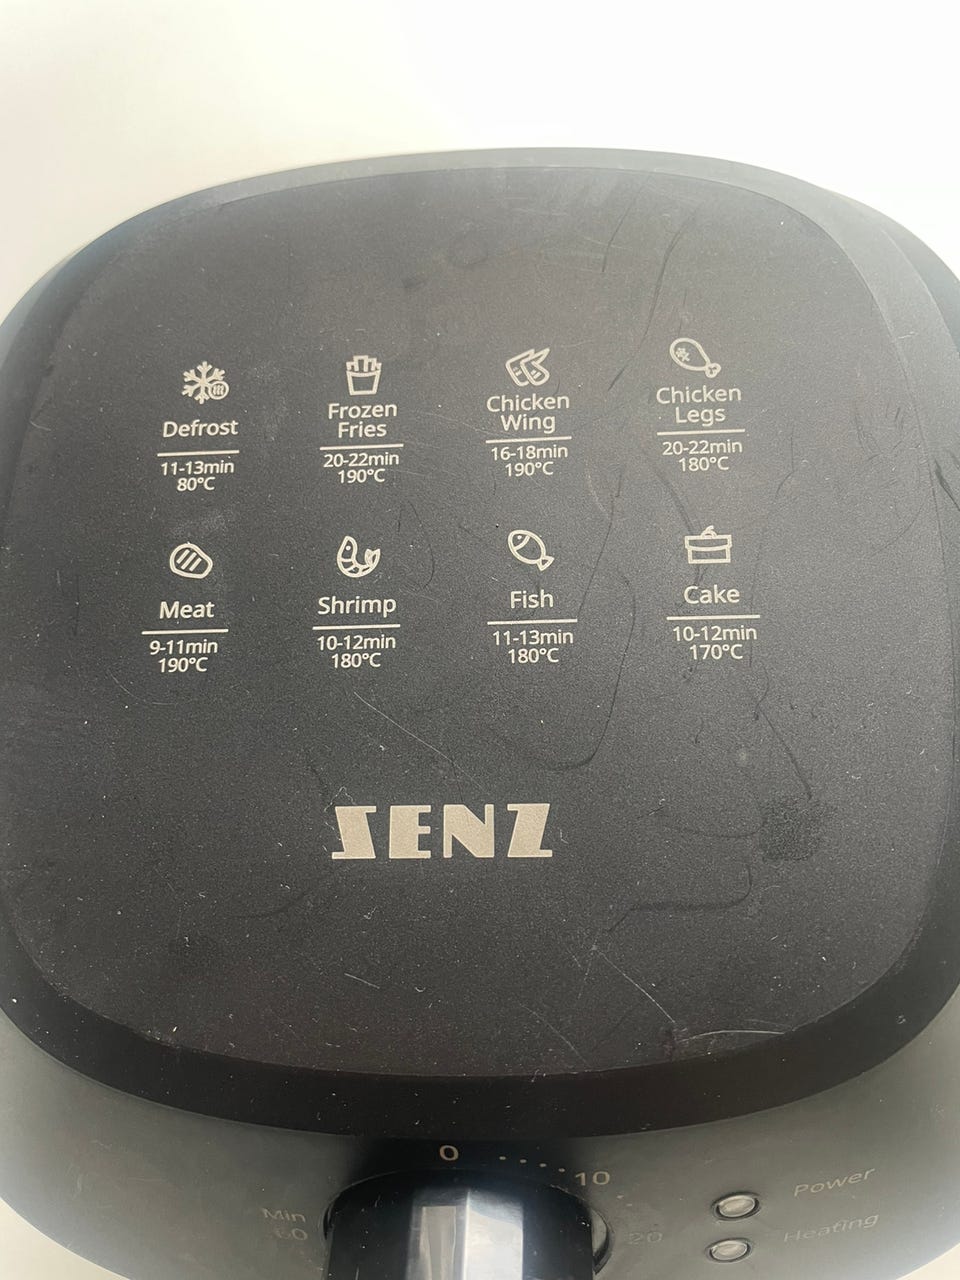 Defrost
11-13min
80°C
Frozen
Fries
20-22min
190°C
Chicken
Wing
16-18min
190°C
Chicken
Legs
20-22min
180°C
Meat
9-11min
190°C
Shrimp
10-12min
180°C
Fish
11-13min
180°C
Cake
10-12min
170°C
SENZ
0
10
Min
60
20
Power
Heating